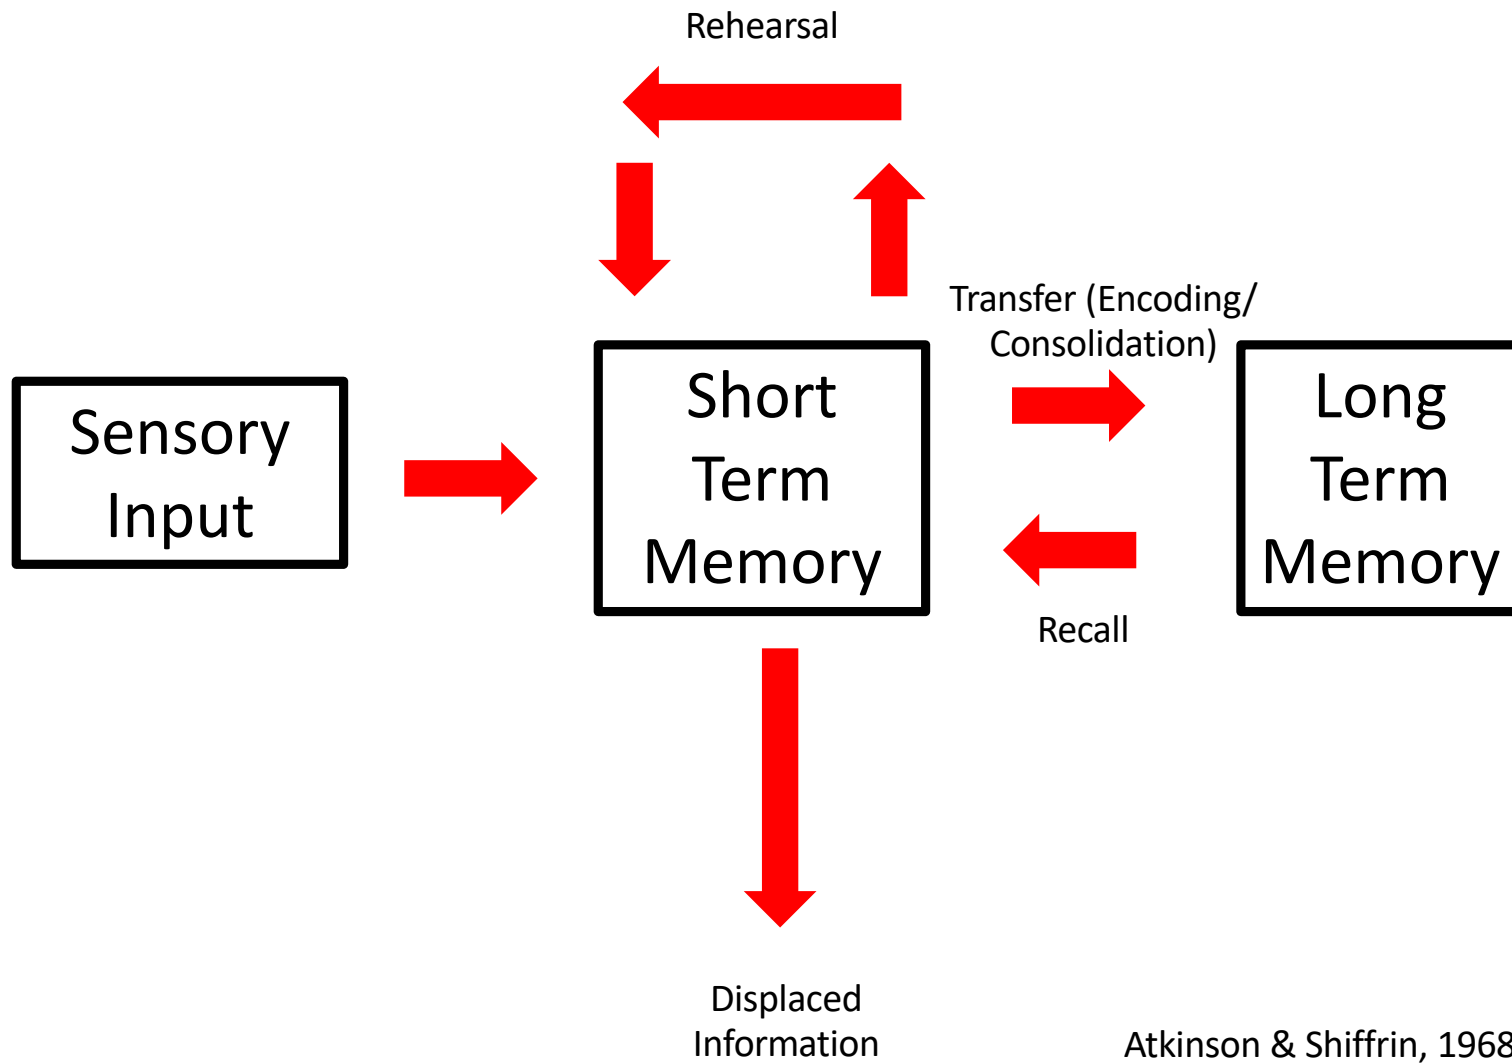 Rehearsal
Transfer (Encoding/
Consolidation)
Sensory
Input
Short
Term
Memory
Long
Term
Memory
Recall
Displaced
Information
Atkinson & Shiffrin, 1968